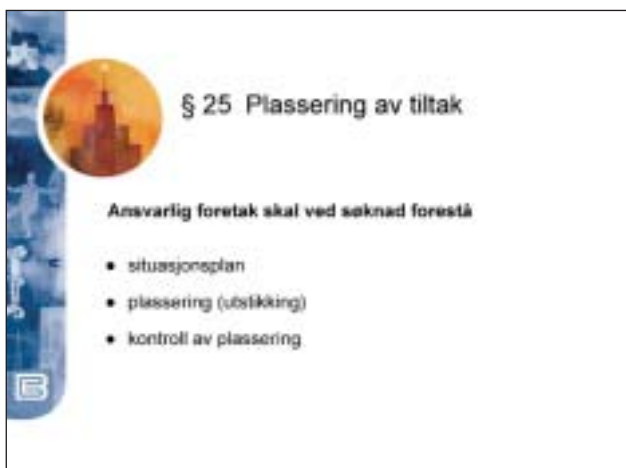 § 25 Plassering av tiltak
Ansvarlig foretak skal ved søknad forestå
• situasjonsplan
• plassering (utstikking)
• kontroll av plassering